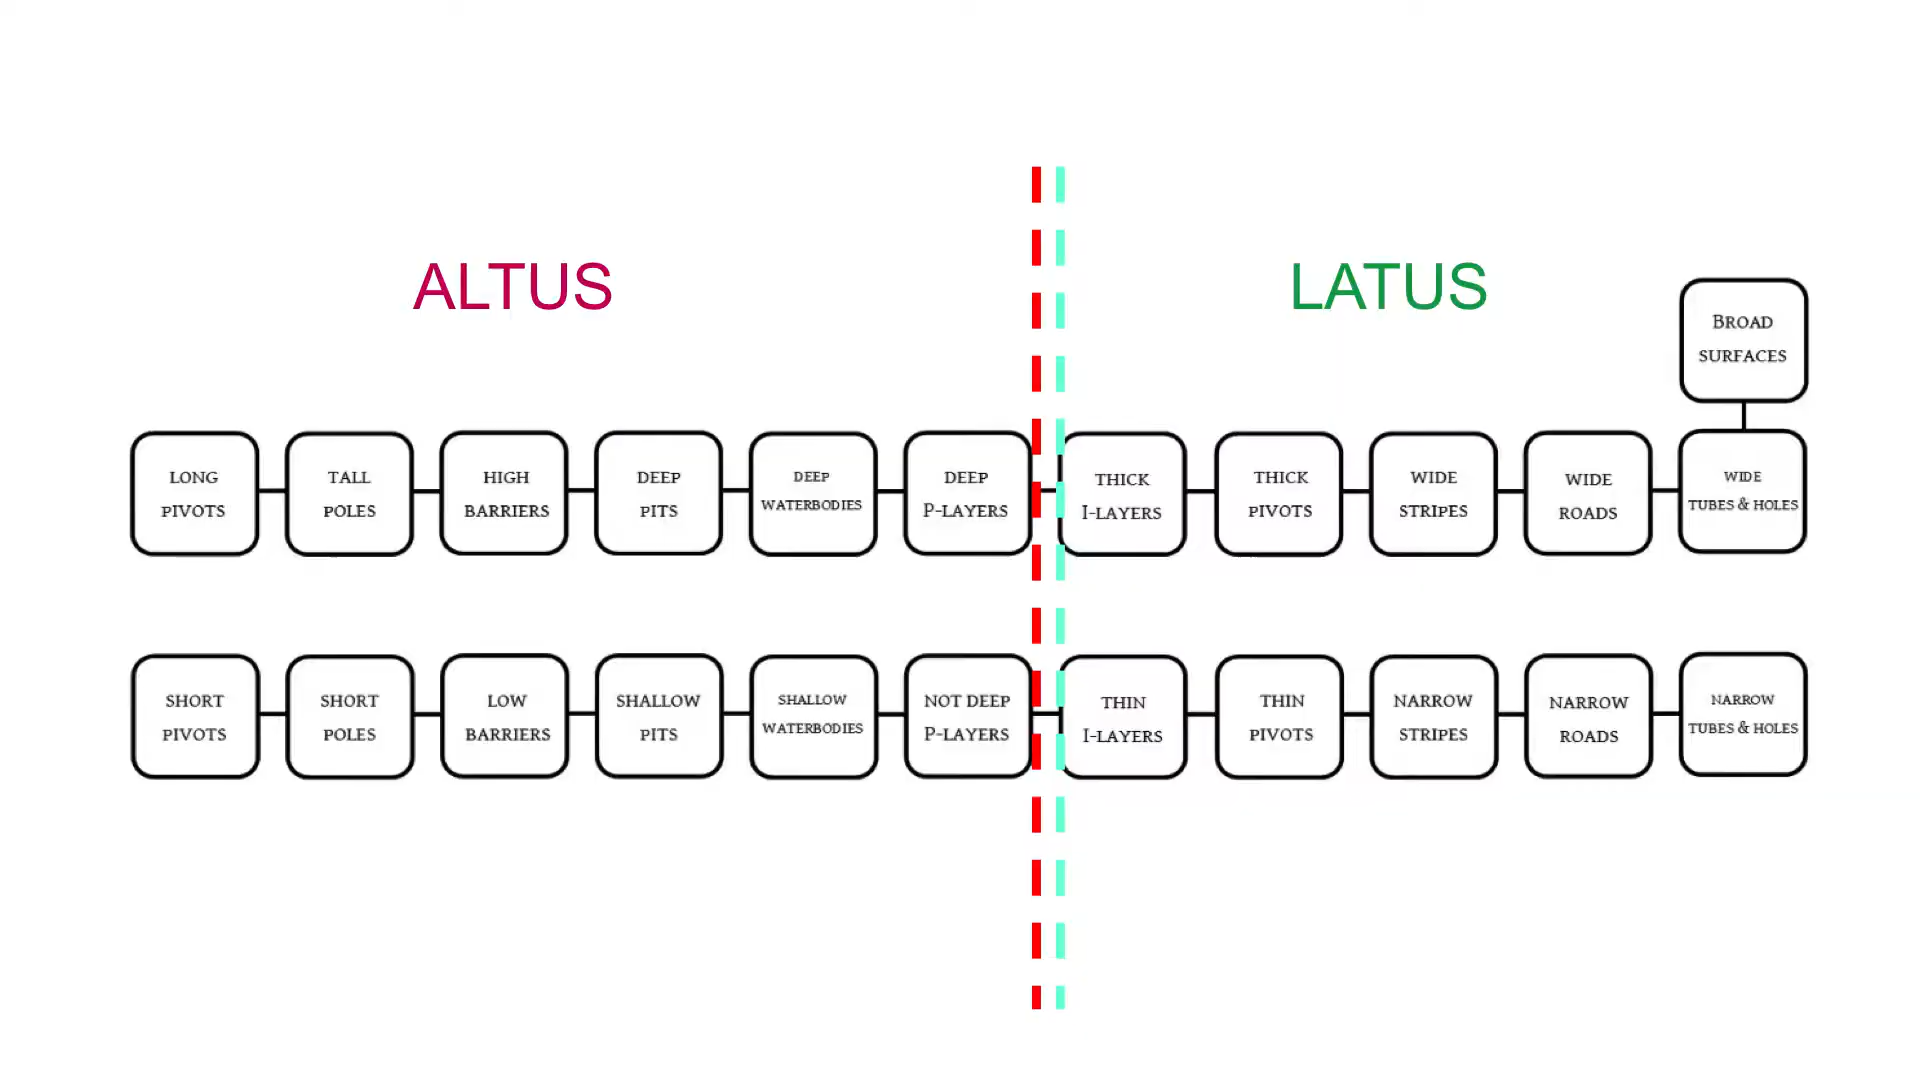 ALTUS
LATUS
BROAD
SURFACES
LONG
PIVOTS
TALL
POLES
HIGH
BARRIERS
DEEP
PITS
DEEP
WATERBODIES
DEEP
P-LAYERS
THICK
I-LAYERS
THICK
PIVOTS
WIDE
STRIPES
WIDE
ROADS
WIDE
TUBES & HOLES
SHORT
PIVOTS
SHORT
POLES
LOW
BARRIERS
SHALLOW
PITS
SHALLOW
WATERBODIES
NOT DEEP
P-LAYERS
THIN
I-LAYERS
THIN
PIVOTS
NARROW
STRIPES
NARROW
ROADS
NARROW
TUBES & HOLES